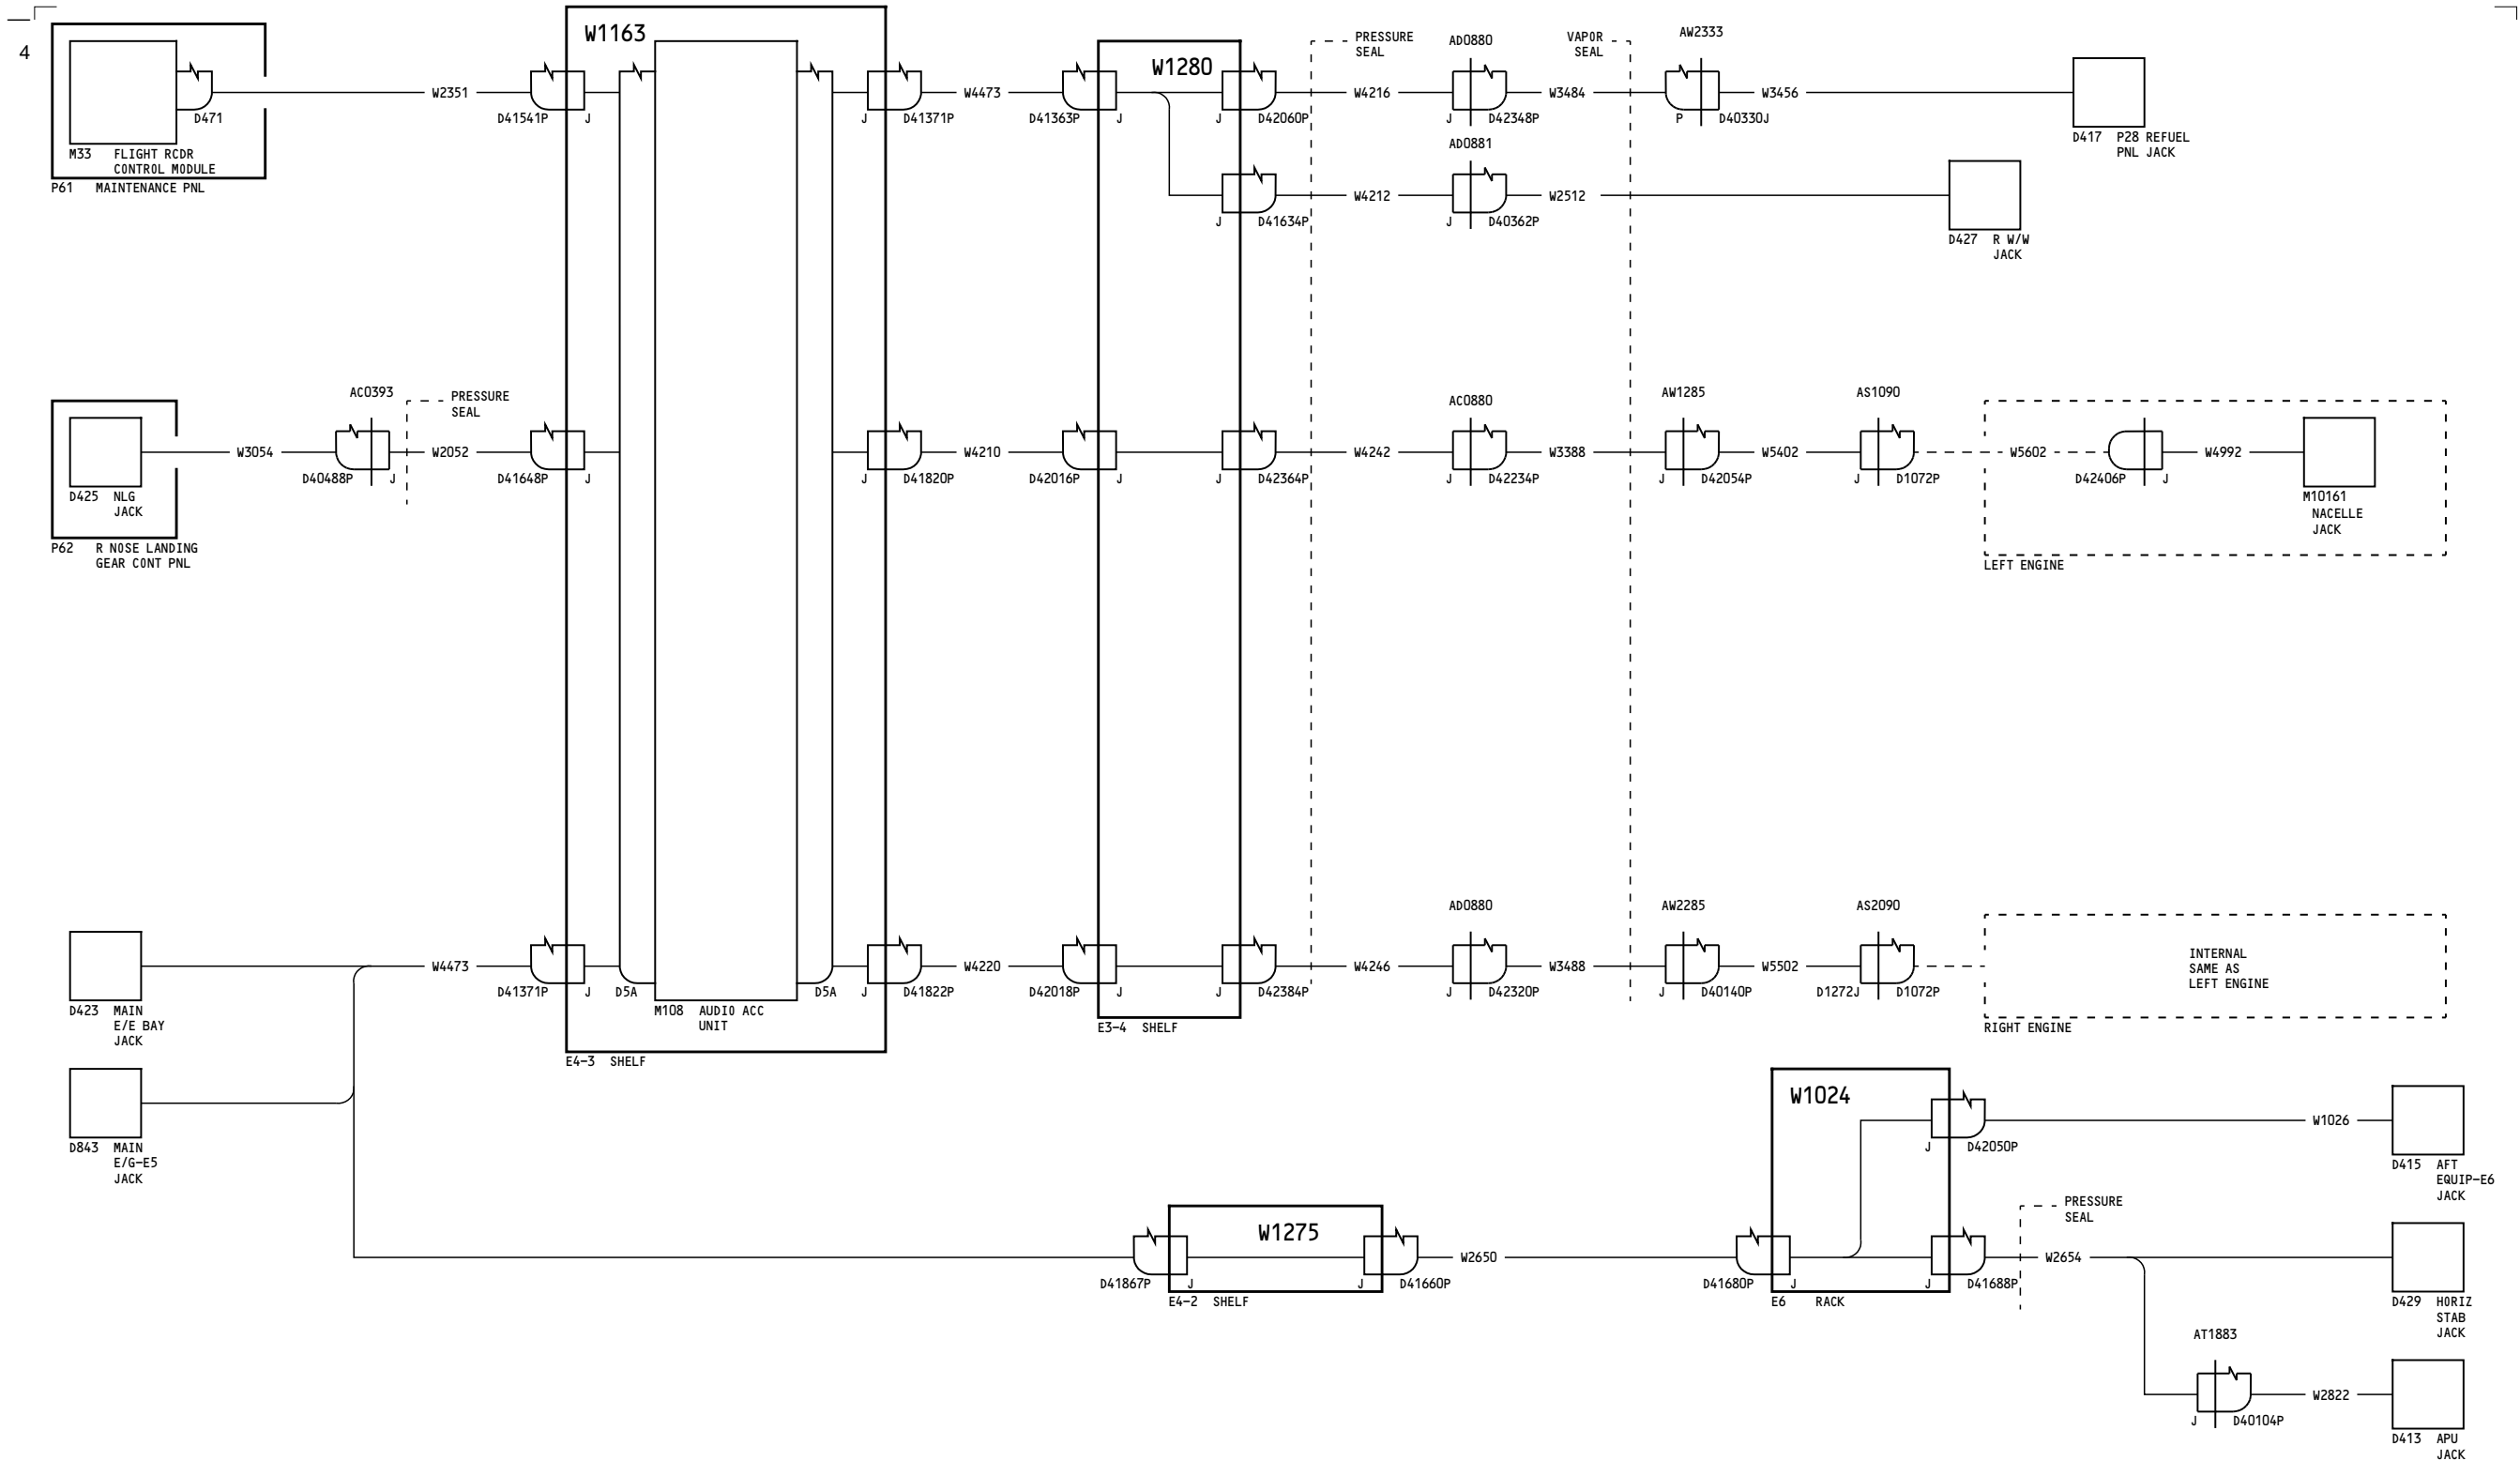 4
W1163
W1280
PRESSURE
SEAL
AD0880
VAPOR
SEAL
AW2333
W2351
W4473
W4216
W3484
W3456
D471
D41541P
J
J
D41371P
D41363P
J
J
D42060P
J
D42348P
P
D40330J
M33 FLIGHT RCDR
CONTROL MODULE
P61 MAINTENANCE PNL
D417 P28 REFUEL
PNL JACK
AD0881
W4212
W2512
J
D41634P
J
D40362P
D427 R W/W
JACK
AC0393
PRESSURE
SEAL
AC0880
AW1285
AS1090
W3054
W2052
W4210
W4242
W3388
W5402
W5602
W4992
D40488P
J
D41648P
J
J
D41820P
D42016P
J
J
D42364P
J
D42234P
J
D42054P
J
D1072P
D42406P
J
D425 NLG
JACK
M10161
NACELLE
JACK
P62 R NOSE LANDING
GEAR CONT PNL
LEFT ENGINE
AD0880
AW2285
AS2090
W4473
W4220
W4246
W3488
W5502
INTERNAL
SAME AS
LEFT ENGINE
D41371P
J
D5A
D5A
J
D41822P
D42018P
J
J
D42384P
J
D42320P
J
D40140P
D1272J
D1072P
D423 MAIN
E/E BAY
JACK
M108 AUDIO ACC
UNIT
E3-4 SHELF
RIGHT ENGINE
E4-3 SHELF
W1024
W1026
J
D42050P
D843 MAIN
E/G-E5
JACK
D415 AFT
EQUIP-E6
JACK
W1275
PRESSURE
SEAL
W2650
W2654
D41867P
J
J
D41660P
D41680P
J
J
D41688P
E4-2 SHELF
E6 RACK
D429 HORIZ
STAB
JACK
AT1883
W2822
J
D40104P
D413 APU
JACK